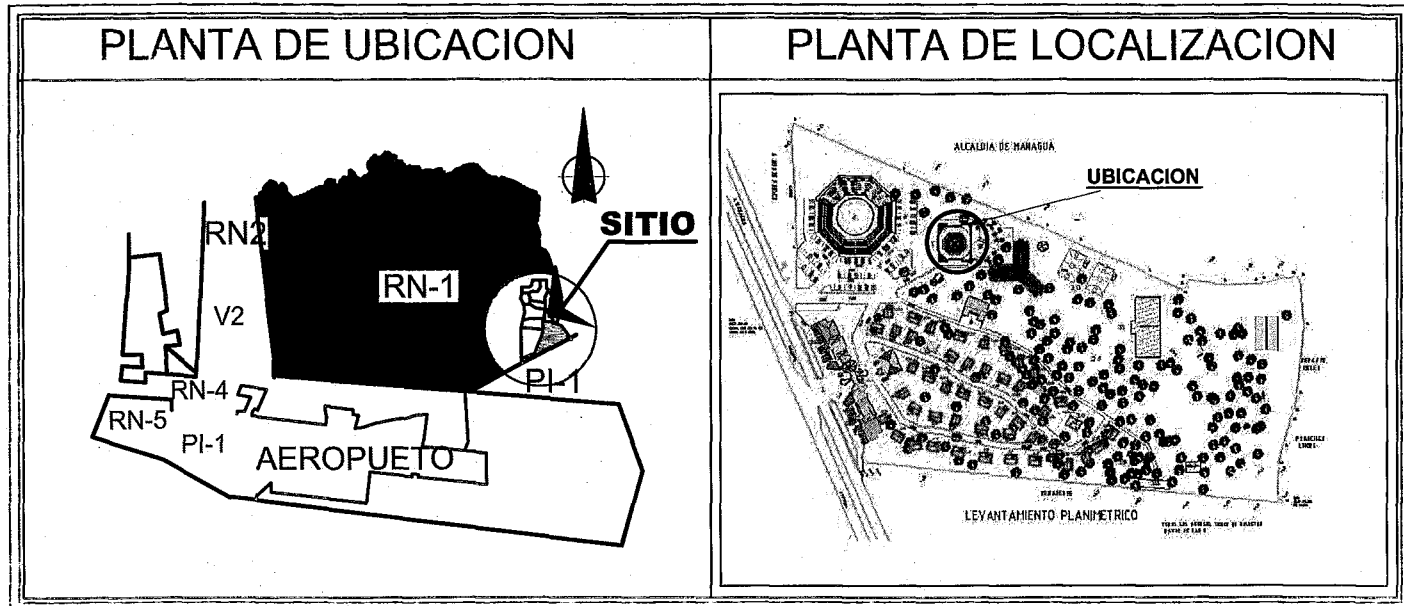 PLANTA DE UBICACION
PLANTA DE LOCALIZACION
RN2
RN-1
SITIO
V2
PI-1
RN-4
RN-5
PI-1
AEROPUETO
ALCALDIA DE MANAGUA
UBICACION
LEVANTAMIENTO PLANIMETRICO